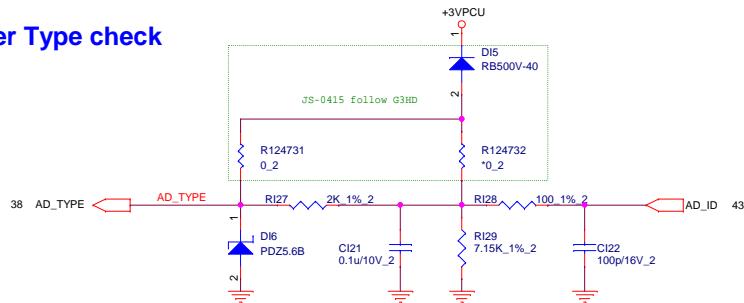 er Type check
+3VPCU
1
DI5
RB500V-40
2
JS-0415 follow G3HD
R124731
0_2
R124732
*0_2
38 AD_TYPE
AD_TYPE
RI27
2K_1%_2
RI28
100_1%_2
AD_ID 43
1
DI6
PDZ5.6B
2
CI21
0.1u/10V_2
RI29
7.15K_1%_2
CI22
100p/16V_2